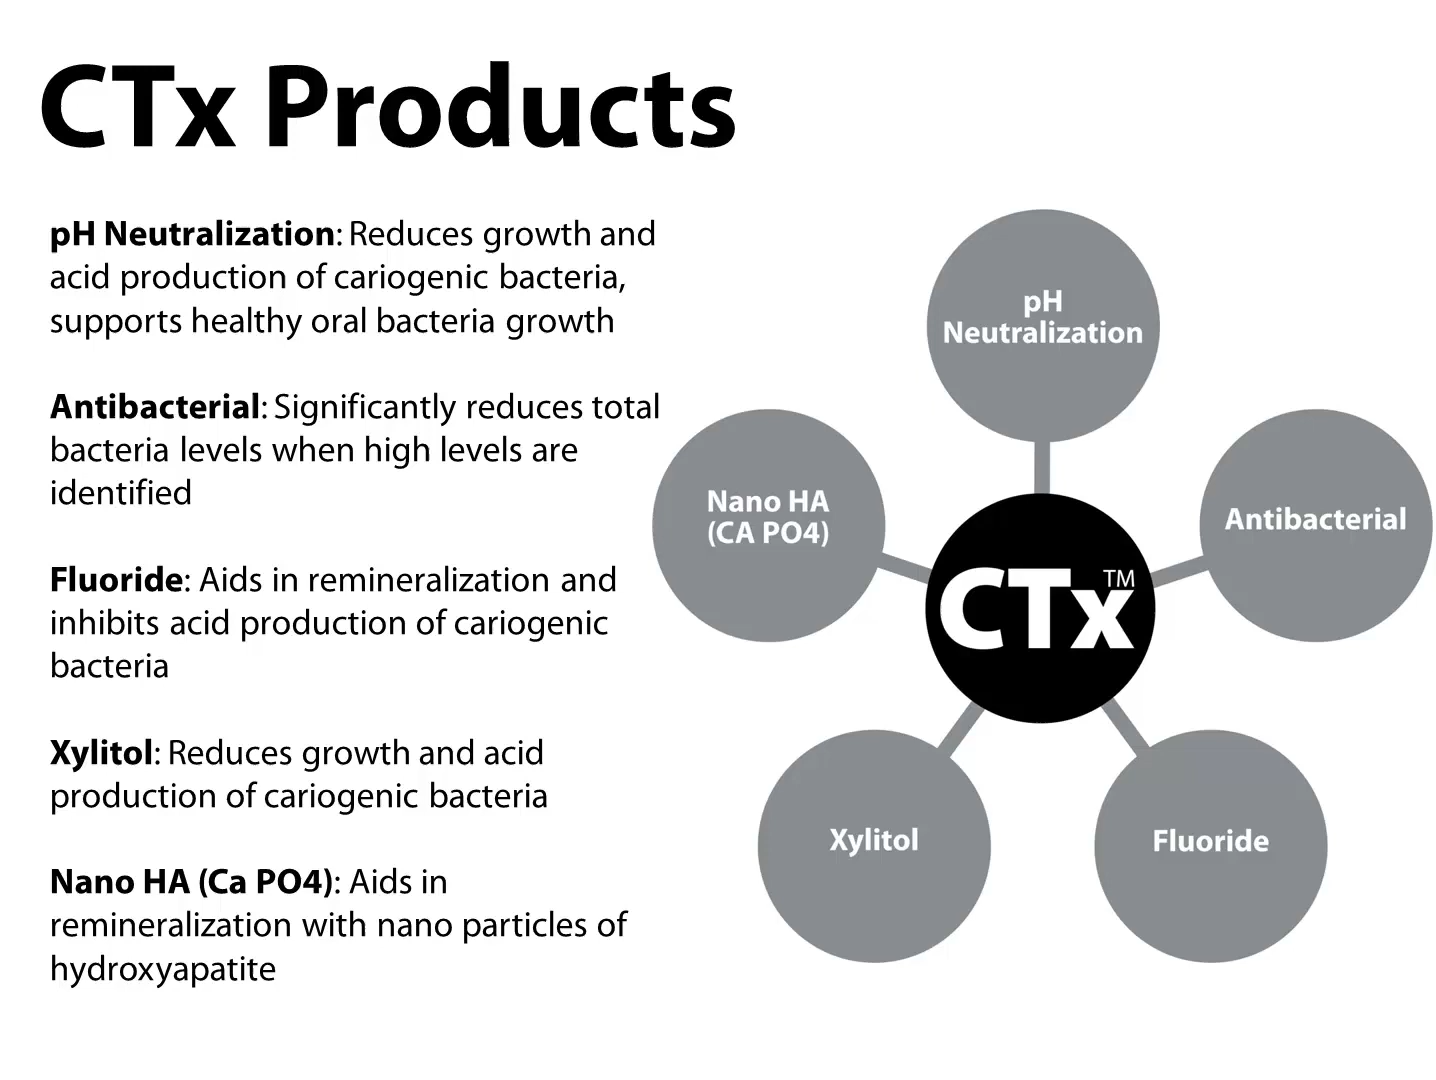 CTx Products
pH Neutralization: Reduces growth and
acid production of cariogenic bacteria,
supports healthy oral bacteria growth
Antibacterial: Significantly reduces total
bacteria levels when high levels are
identified
Fluoride: Aids in remineralization and
inhibits acid production of cariogenic
bacteria
Xylitol: Reduces growth and acid
production of cariogenic bacteria
Nano HA (Ca PO4): Aids in
remineralization with nano particles of
hydroxyapatite
pH
Neutralization
Nano HA
(CA PO4)
Antibacterial
CTx™
Xylitol
Fluoride